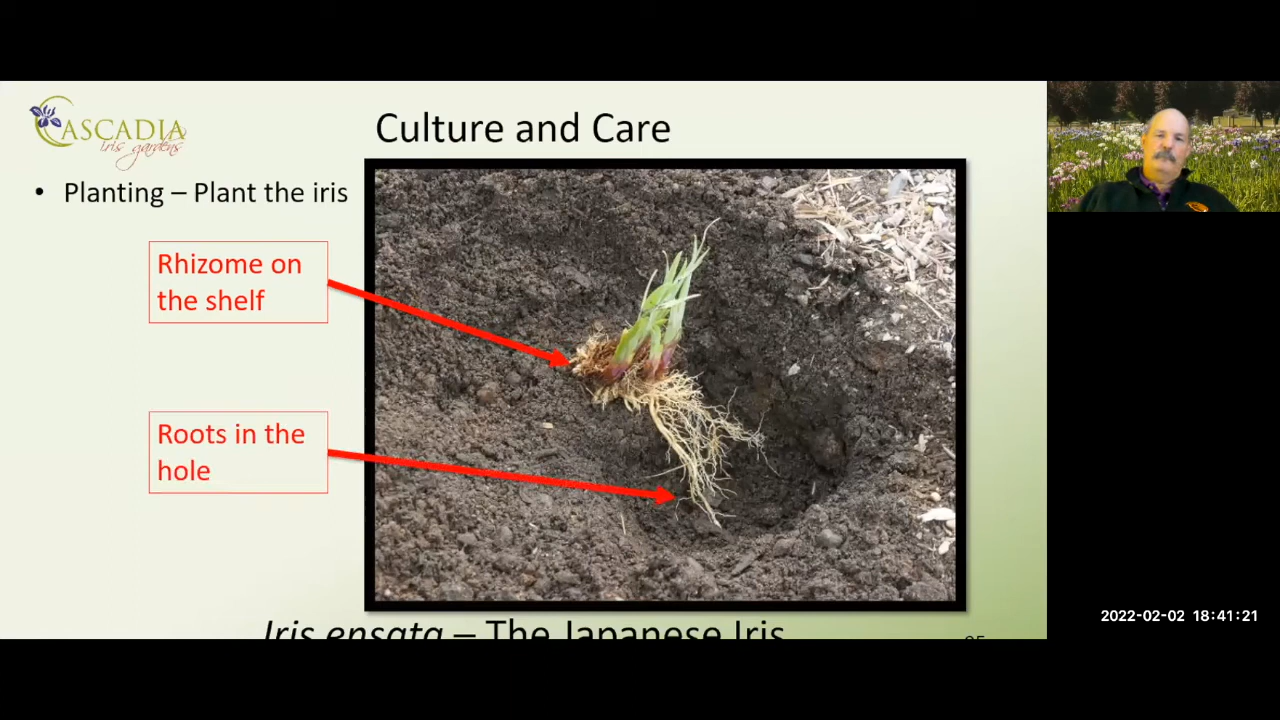 CASCADIA
iris gardens
Culture and Care
• Planting – Plant the iris
Rhizome on
the shelf
Roots in the
hole
Iris ensata – The Japanese Iris
2022-02-02 18:41:21